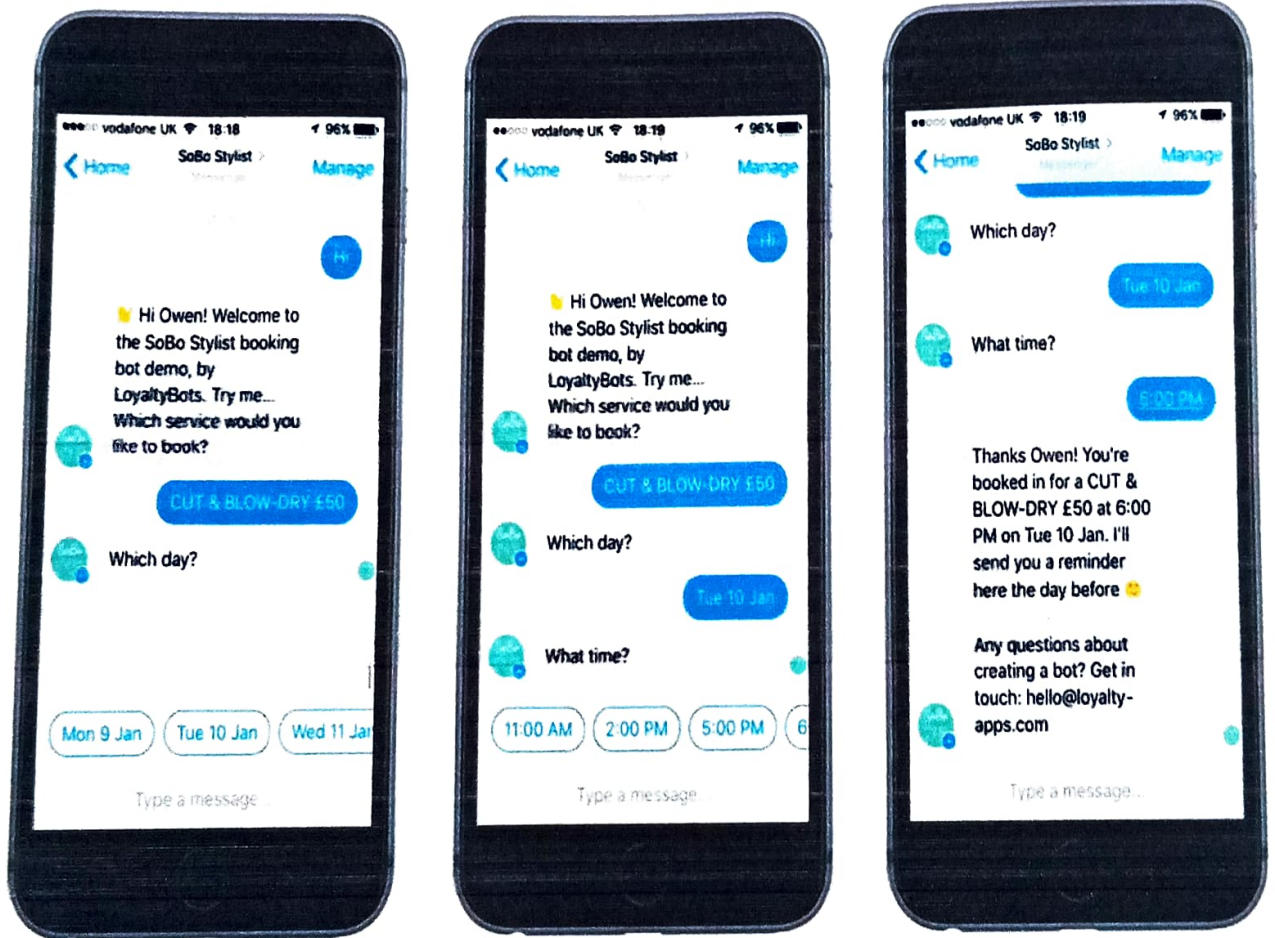 vodafone UK 18:18 96%
Home
SoBo Stylist
Messenger
Manage
Hi
👋 Hi Owen! Welcome to
the SoBo Stylist booking
bot demo, by
LoyaltyBots. Try me...
Which service would you
like to book?
CUT & BLOW-DRY £50
Which day?
Mon 9 Jan
Tue 10 Jan
Wed 11 Jan
Type a message...
vodafone UK 18:19 96%
Home
SoBo Stylist
Messenger
Manage
Hi
👋 Hi Owen! Welcome to
the SoBo Stylist booking
bot demo, by
LoyaltyBots. Try me...
Which service would you
like to book?
CUT & BLOW-DRY £50
Which day?
Tue 10 Jan
What time?
11:00 AM
2:00 PM
5:00 PM
6
Type a message...
vodafone UK 18:19 96%
Home
SoBo Stylist
Messenger
Manage
Which day?
Tue 10 Jan
What time?
6:00 PM
Thanks Owen! You're
booked in for a CUT &
BLOW-DRY £50 at 6:00
PM on Tue 10 Jan. I'll
send you a reminder
here the day before 🙂
Any questions about
creating a bot? Get in
touch: hello@loyalty-
apps.com
Type a message...